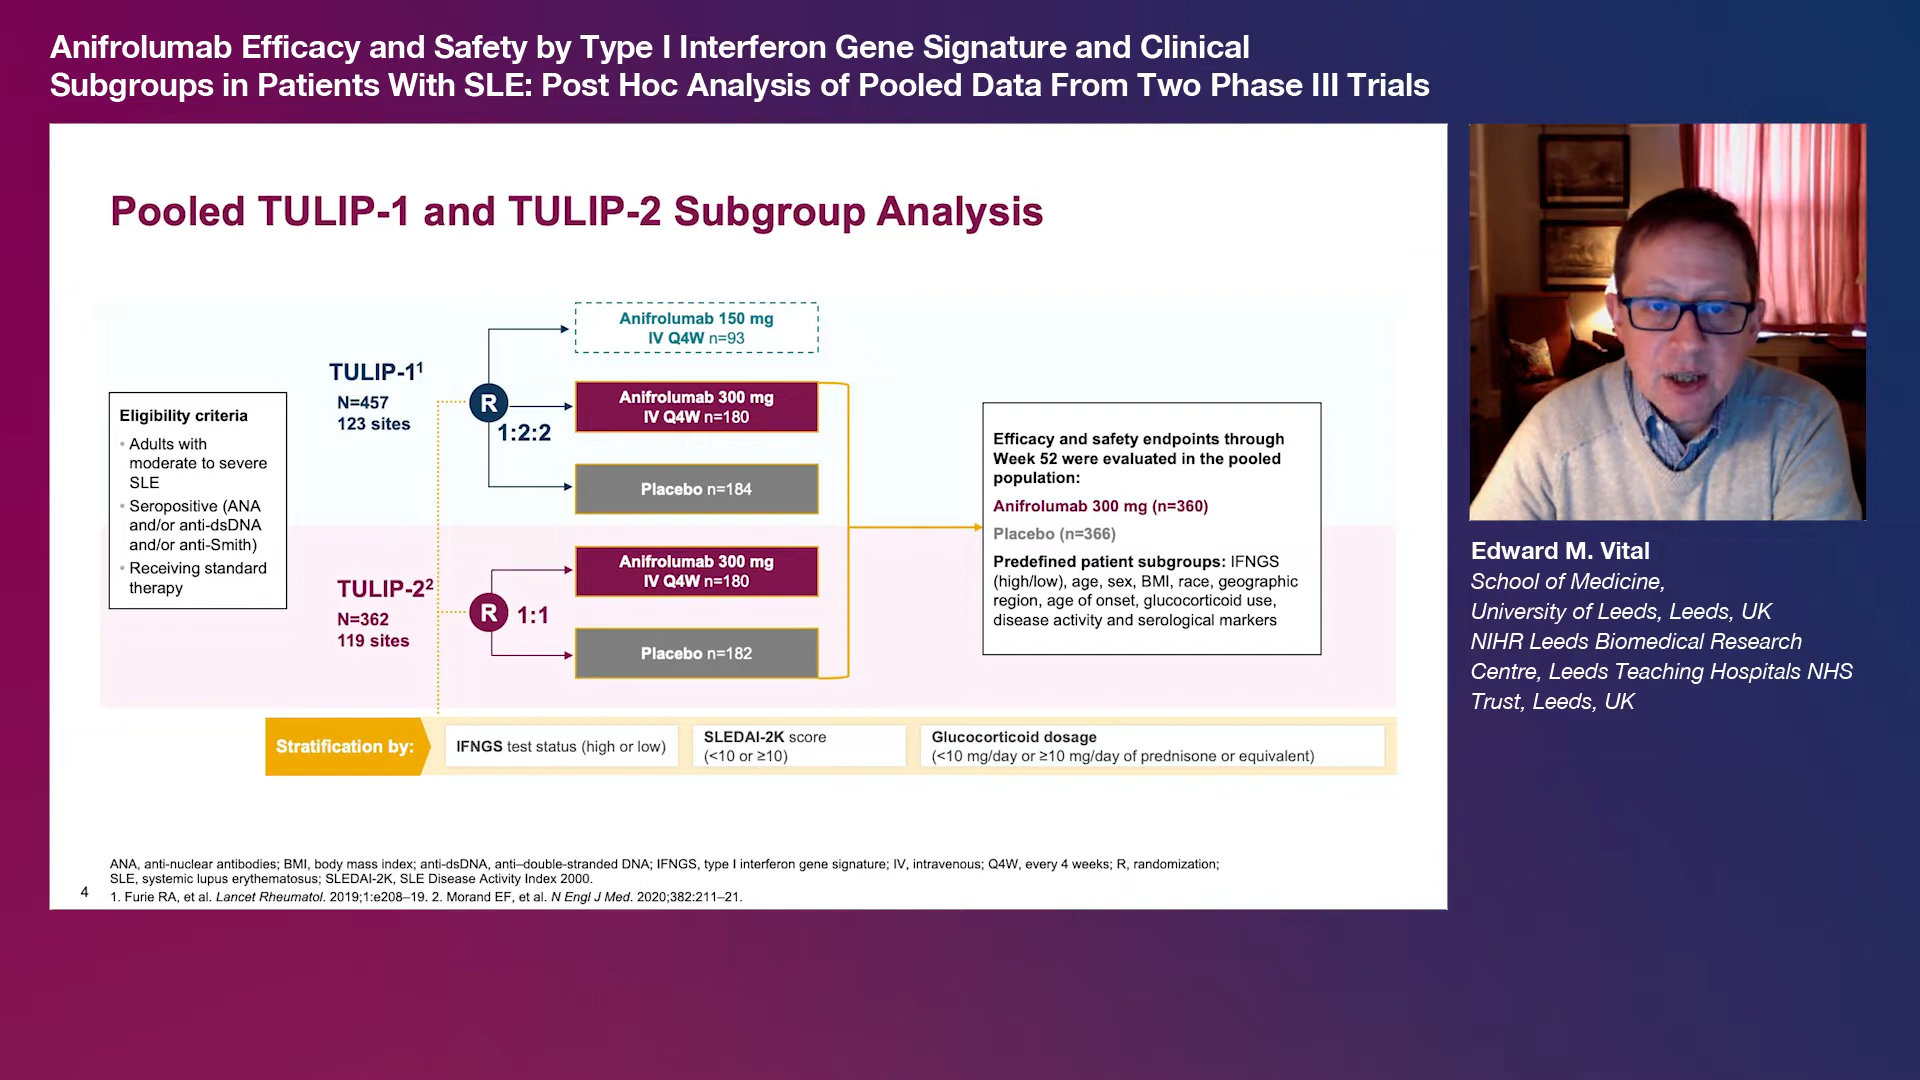 Anifrolumab Efficacy and Safety by Type I Interferon Gene Signature and Clinical
Subgroups in Patients With SLE: Post Hoc Analysis of Pooled Data From Two Phase III Trials
Pooled TULIP-1 and TULIP-2 Subgroup Analysis
Eligibility criteria
• Adults with
moderate to severe
SLE
• Seropositive (ANA
and/or anti-dsDNA
and/or anti-Smith)
• Receiving standard
therapy
TULIP-1¹
N=457
123 sites
R
1:2:2
Anifrolumab 150 mg
IV Q4W n=93
Anifrolumab 300 mg
IV Q4W n=180
Placebo n=184
TULIP-2²
N=362
119 sites
R
1:1
Anifrolumab 300 mg
IV Q4W n=180
Placebo n=182
Efficacy and safety endpoints through
Week 52 were evaluated in the pooled
population:
Anifrolumab 300 mg (n=360)
Placebo (n=366)
Predefined patient subgroups: IFNGS
(high/low), age, sex, BMI, race, geographic
region, age of onset, glucocorticoid use,
disease activity and serological markers
Stratification by:
IFNGS test status (high or low)
SLEDAI-2K score
(<10 or ≥10)
Glucocorticoid dosage
(<10 mg/day or ≥10 mg/day of prednisone or equivalent)
ANA, anti-nuclear antibodies; BMI, body mass index; anti-dsDNA, anti–double-stranded DNA; IFNGS, type I interferon gene signature; IV, intravenous; Q4W, every 4 weeks; R, randomization;
SLE, systemic lupus erythematosus; SLEDAI-2K, SLE Disease Activity Index 2000.
1. Furie RA, et al. Lancet Rheumatol. 2019;1:e208–19. 2. Morand EF, et al. N Engl J Med. 2020;382:211–21.
4
Edward M. Vital
School of Medicine,
University of Leeds, Leeds, UK
NIHR Leeds Biomedical Research
Centre, Leeds Teaching Hospitals NHS
Trust, Leeds, UK